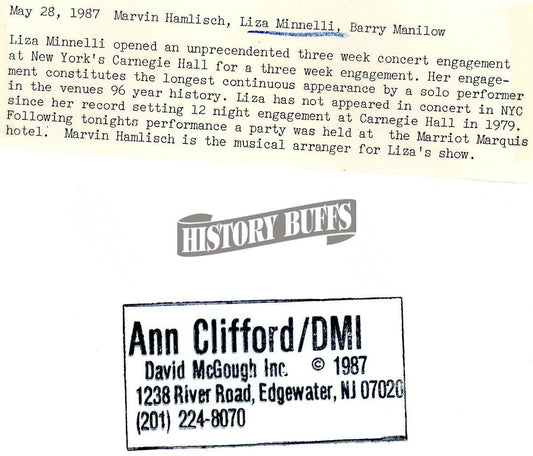 May 28, 1987  Marvin Hamlisch, Liza Minnelli, Barry Manilow
Liza Minnelli opened an unprecendented three week concert engagement
at New York's Carnegie Hall for a three week engagement. Her engage-
ment constitutes the longest continuous appearance by a solo performer
in the venues 96 year history. Liza has not appeared in concert in NYC
since her record setting 12 night engagement at Carnegie Hall in 1979.
Following tonights performance a party was held at  the Marriot Marquis
hotel.  Marvin Hamlisch is the musical arranger for Liza's show.
HISTORY BUFFS
Ann Clifford/DMI
David McGough Inc. © 1987
1238 River Road, Edgewater, NJ 07020
(201) 224-8070